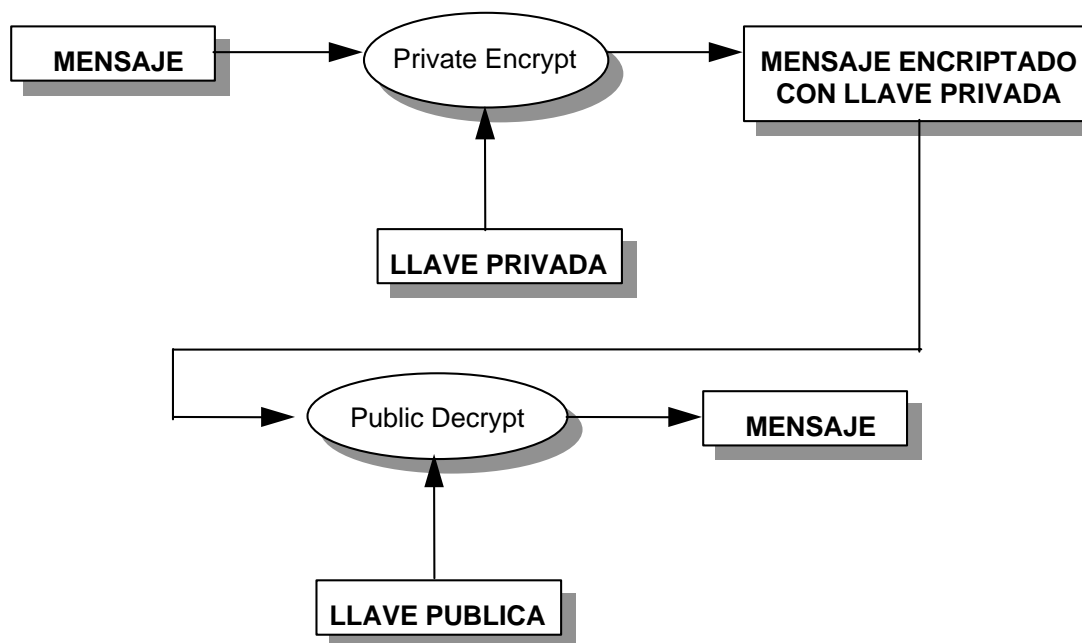 MENSAJE
Private Encrypt
MENSAJE ENCRIPTADO
CON LLAVE PRIVADA
LLAVE PRIVADA
Public Decrypt
MENSAJE
LLAVE PUBLICA